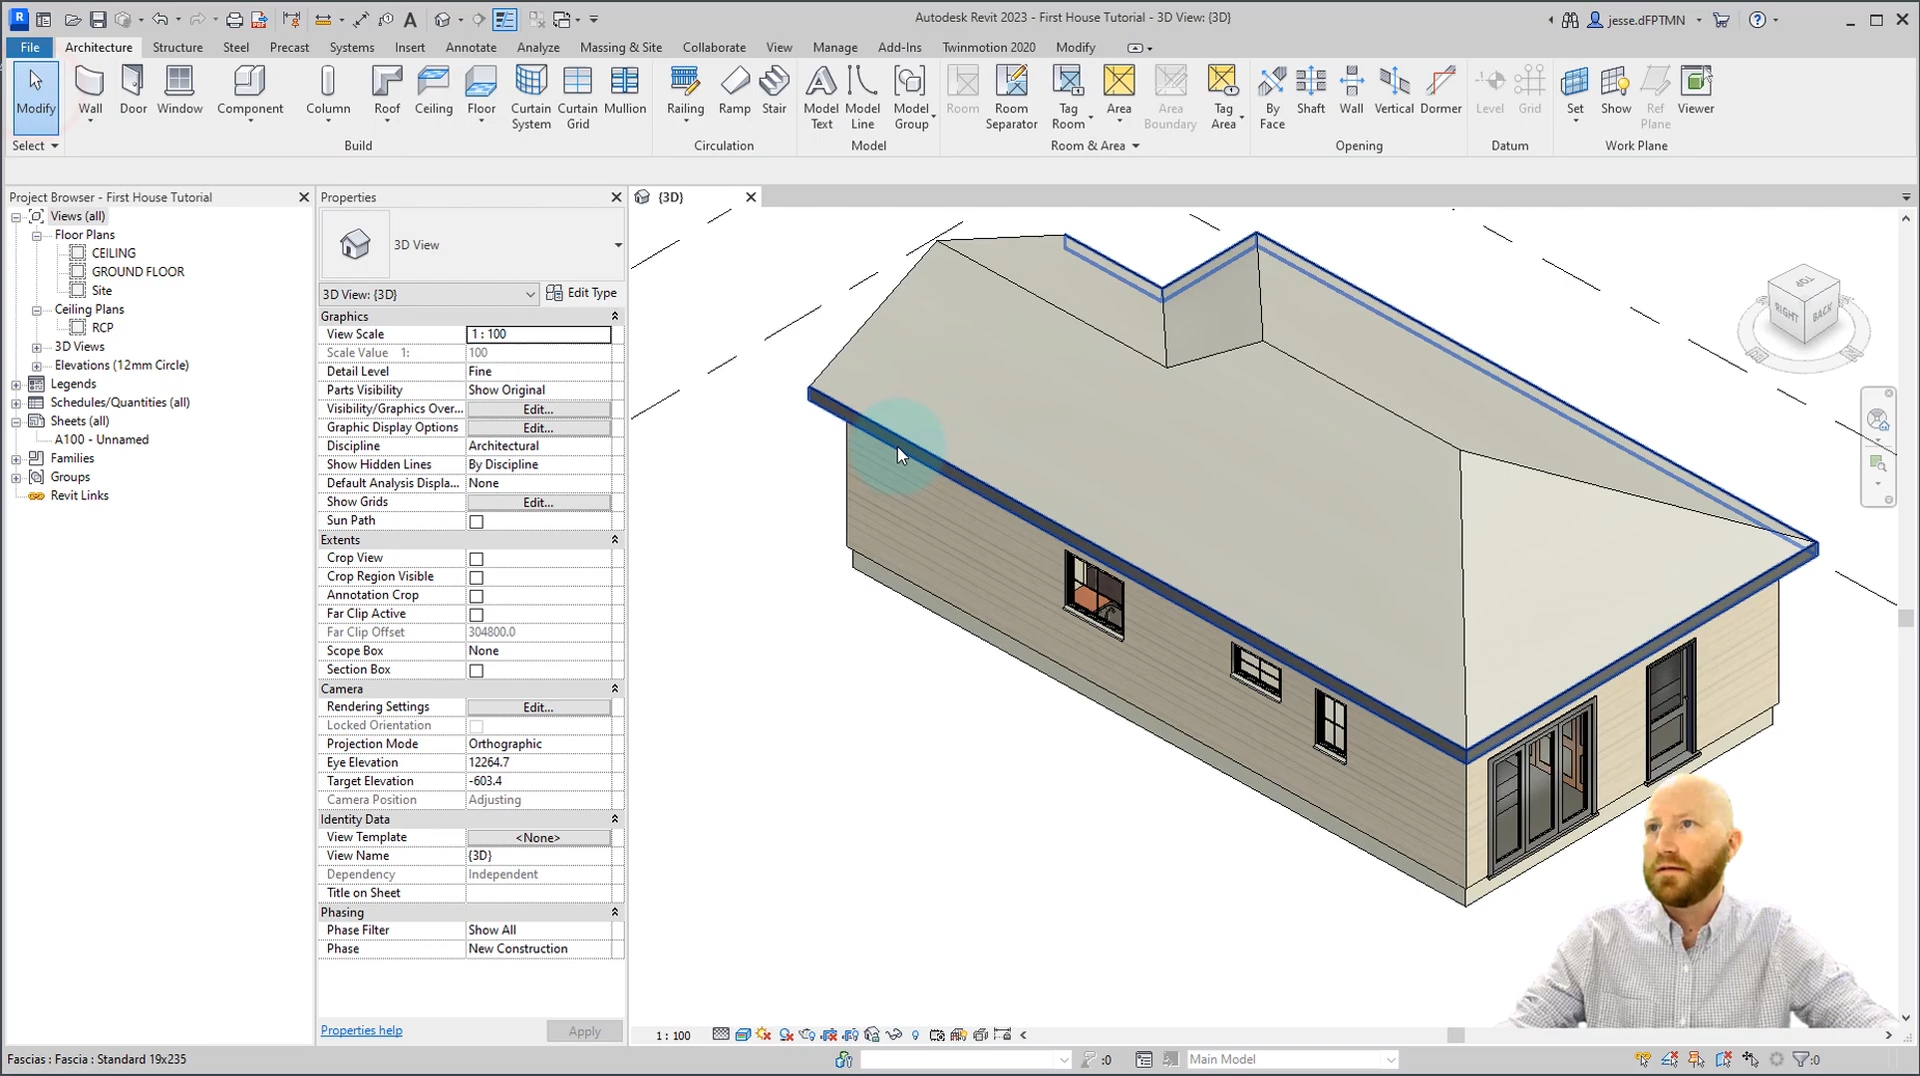 Autodesk Revit 2023 - First House Tutorial - 3D View: {3D}
jesse.dFPTMN
File Architecture Structure Steel Precast Systems Insert Annotate Analyze Massing & Site Collaborate View Manage Add-Ins Twinmotion 2020 Modify
Modify Wall Door Window Component Column Roof Ceiling Floor Curtain System Curtain Grid Mullion Railing Ramp Stair Model Text Model Line Model Group Room Room Separator Tag Room Area Area Boundary Tag Area By Face Shaft Wall Vertical Dormer Level Grid Set Show Ref Plane Viewer
Select Build Circulation Model Room & Area Opening Datum Work Plane
Project Browser - First House Tutorial
Views (all)
Floor Plans
CEILING
GROUND FLOOR
Site
Ceiling Plans
RCP
3D Views
Elevations (12mm Circle)
Legends
Schedules/Quantities (all)
Sheets (all)
A100 - Unnamed
Families
Groups
Revit Links
Properties
3D View
3D View: {3D} Edit Type
Graphics
View Scale 1 : 100
Scale Value 1: 100
Detail Level Fine
Parts Visibility Show Original
Visibility/Graphics Over... Edit...
Graphic Display Options Edit...
Discipline Architectural
Show Hidden Lines By Discipline
Default Analysis Displa... None
Show Grids Edit...
Sun Path
Extents
Crop View
Crop Region Visible
Annotation Crop
Far Clip Active
Far Clip Offset 304800.0
Scope Box None
Section Box
Camera
Rendering Settings Edit...
Locked Orientation
Projection Mode Orthographic
Eye Elevation 12264.7
Target Elevation -603.4
Camera Position Adjusting
Identity Data
View Template <None>
View Name {3D}
Dependency Independent
Title on Sheet
Phasing
Phase Filter Show All
Phase New Construction
Properties help Apply
{3D}
TOP
RIGHT BACK
1 : 100
Fascias : Fascia : Standard 19x235
:0
Main Model
:0